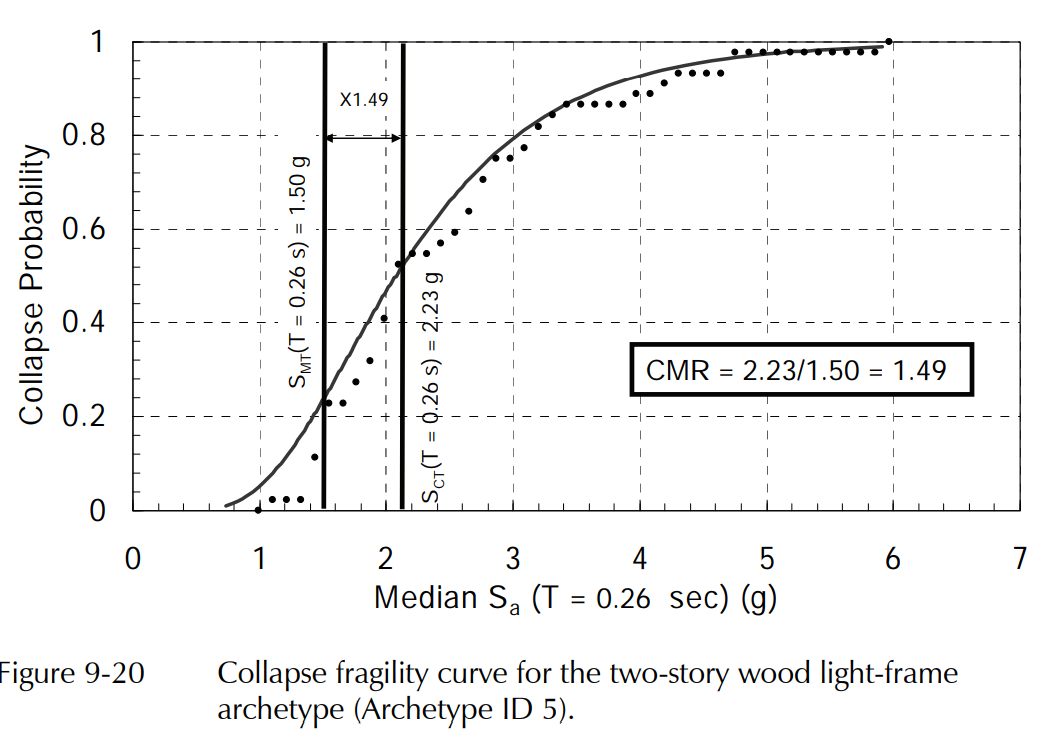 1
X1.49
0.8
Collapse Probability
S_MT(T = 0.26 s) = 1.50 g
0.6
S_CT(T = 0.26 s) = 2.23 g
0.4
CMR = 2.23/1.50 = 1.49
0.2
0
0 1 2 3 4 5 6 7
Median S_a (T = 0.26 sec) (g)
Figure 9-20 Collapse fragility curve for the two-story wood light-frame
archetype (Archetype ID 5).